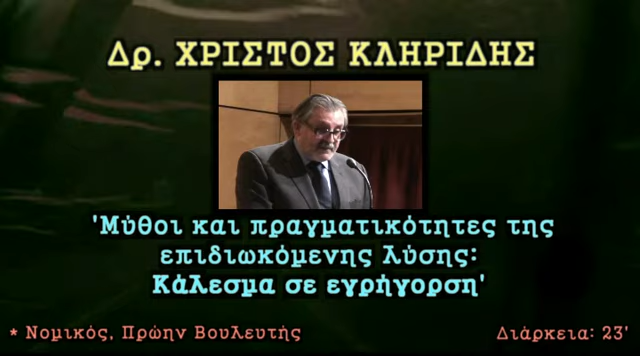 Δρ. ΧΡΙΣΤΟΣ ΚΛΗΡΙΔΗΣ
'Μύθοι και πραγματικότητες της
επιδιωκόμενης λύσης:
Κάλεσμα σε εγρήγορση'
* Νομικός, Πρώην Βουλευτής Διάρκεια: 23'